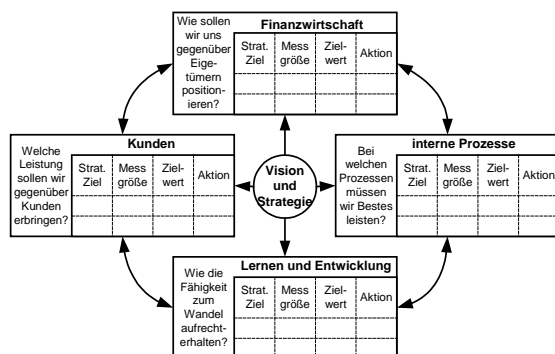 Finanzwirtschaft
Wie sollen
wir uns
gegenüber
Eige-
tümern
position-
ieren?
Strat. Ziel
Mess größe
Ziel- wert
Aktion
Kunden
Welche
Leistung
sollen wir
gegenüber
Kunden
erbringen?
Strat. Ziel
Mess größe
Ziel- wert
Aktion
Vision
und
Strategie
interne Prozesse
Bei
welchen
Prozessen
müssen
wir Bestes
leisten?
Strat. Ziel
Mess größe
Ziel- wert
Aktion
Lernen und Entwicklung
Wie die
Fähigkeit
zum
Wandel
aufrecht-
erhalten?
Strat. Ziel
Mess größe
Ziel- wert
Aktion